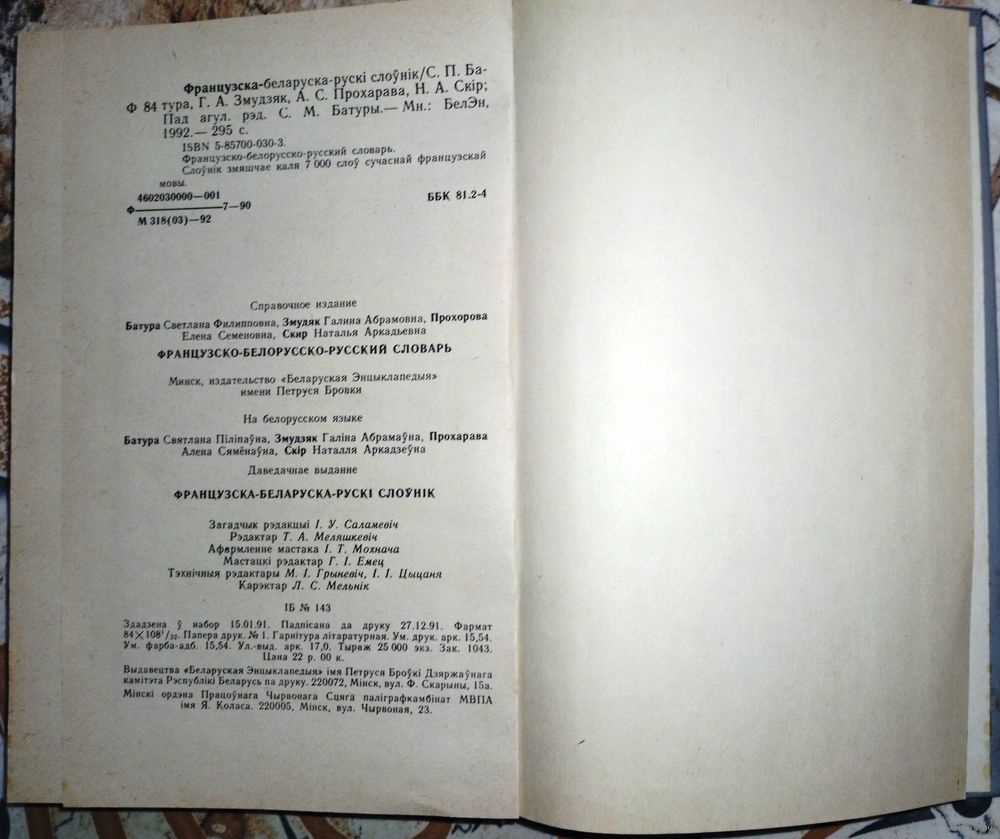 Французска-беларуска-рускі слоўнік/С. П. Ба-
Ф 84 тура, Г. А. Змудзяк, А. С. Прохарава, Н. А. Скір;
Пад агул. рэд. С. М. Батуры.— Мн.: БелЭн,
1992.— 295 с.
ISBN 5-85700-030-3.
Французско-белорусско-русский словарь.
Слоўнік змяшчае каля 7 000 слоў сучаснай французскай
мовы.
4602030000—001
Ф———————7—90
М 318(03)—92
ББК 81.2-4
Справочное издание
Батура Светлана Филипповна, Змудяк Галина Абрамовна, Прохорова
Елена Семеновна, Скир Наталья Аркадьевна
ФРАНЦУЗСКО-БЕЛОРУССКО-РУССКИЙ СЛОВАРЬ
Минск, издательство «Беларуская Энцыклапедыя»
имени Петруся Бровки
На белорусском языке
Батура Святлана Піліпаўна, Змудзяк Галіна Абрамаўна, Прохарава
Алена Сямёнаўна, Скір Наталля Аркадзеўна
Даведачнае выданне
ФРАНЦУЗСКА-БЕЛАРУСКА-РУСКІ СЛОЎНІК
Загадчык рэдакцыі І. У. Саламевіч
Рэдактар Т. А. Меляшкевіч
Афармленне мастака І. Т. Мохнача
Мастацкі рэдактар Г. І. Емец
Тэхнічныя рэдактары М. І. Грыневіч, І. І. Цыцаня
Карэктар Л. С. Мельнік
ІБ № 143
Здадзена ў набор 15.01.91. Падпісана да друку 27.12.91. Фармат
84×108¹/₃₂. Папера друк. № 1. Гарнітура літаратурная. Ум. друк. арк. 15,54.
Ум. фарба-адб. 15,54. Ул.-выд. арк. 17,0. Тыраж 25 000 экз. Зак. 1043.
Цана 22 р. 00 к.
Выдавецтва «Беларуская Энцыклапедыя» імя Петруся Броўкі Дзяржаўнага
камітэта Рэспублікі Беларусь па друку. 220072, Мінск, вул. Ф. Скарыны, 15а.
Мінскі ордэна Працоўнага Чырвонага Сцяга паліграфкамбінат МВПА
імя Я. Коласа. 220005, Мінск, вул. Чырвоная, 23.